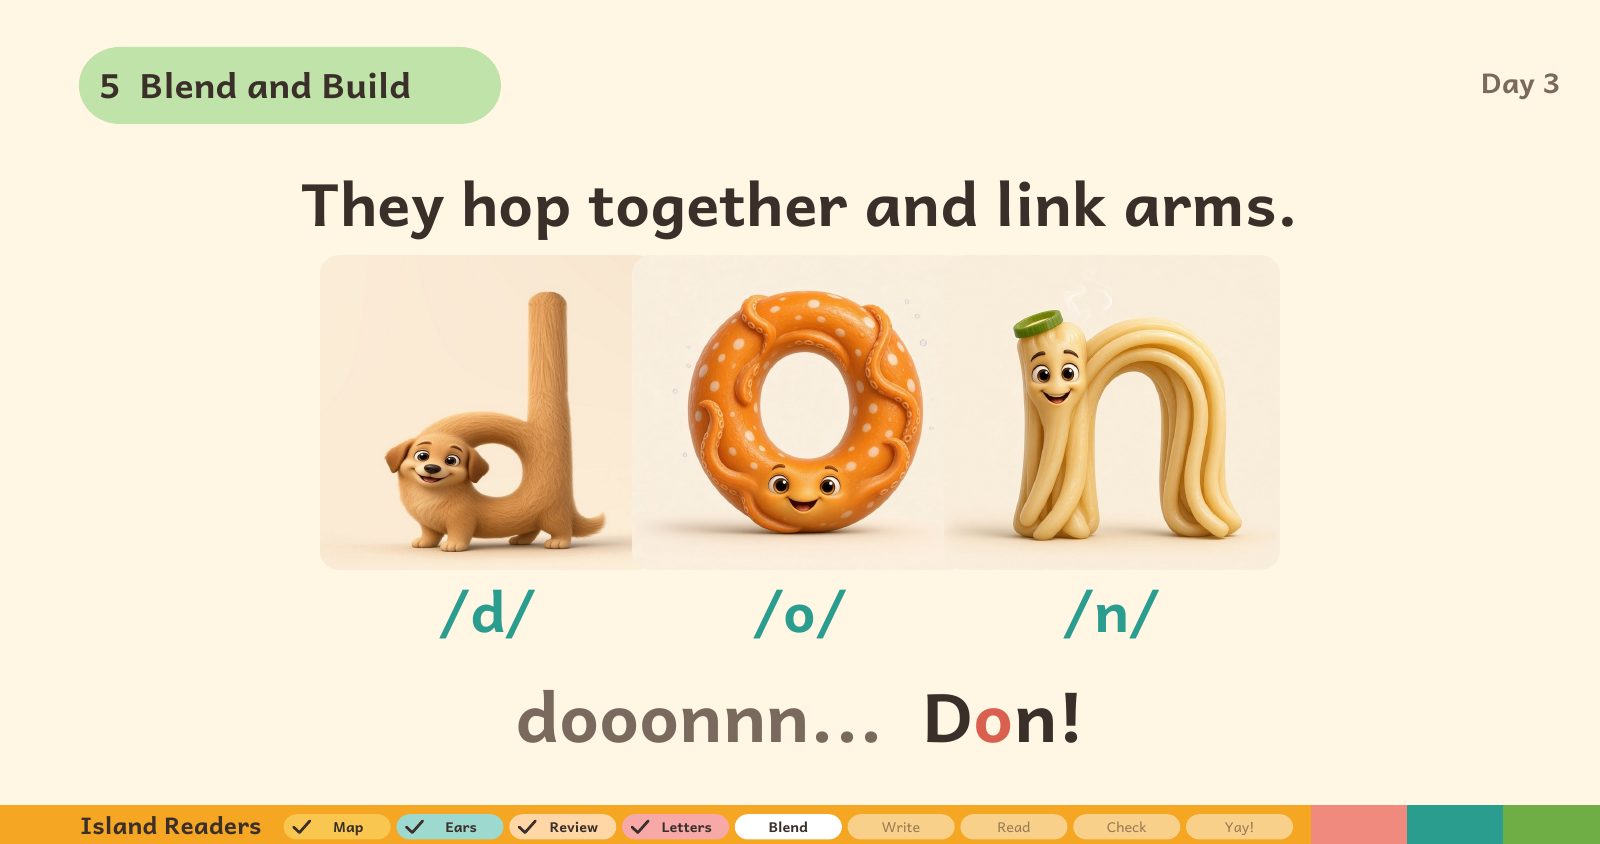 5 Blend and Build
Day 3
They hop together and link arms.
/d/ /o/ /n/
dooonnn... Don!
Island Readers Map Ears Review Letters Blend Write Read Check Yay!